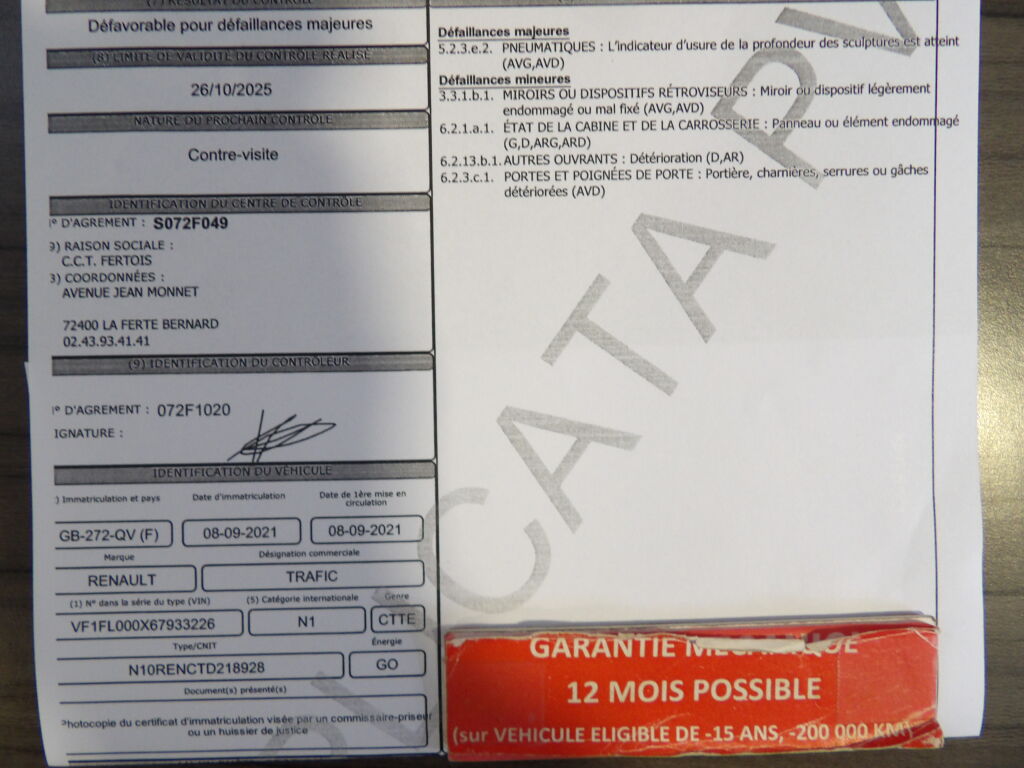 (7) RÉSULTAT DU CONTRÔLE
Défavorable pour défaillances majeures
(8) LIMITE DE VALIDITÉ DU CONTRÔLE RÉALISÉ
26/10/2025
NATURE DU PROCHAIN CONTRÔLE
Contre-visite
IDENTIFICATION DU CENTRE DE CONTRÔLE
° D'AGREMENT : S072F049
9) RAISON SOCIALE :
C.C.T. FERTOIS
3) COORDONNÉES :
AVENUE JEAN MONNET
72400 LA FERTE BERNARD
02.43.93.41.41
(9) IDENTIFICATION DU CONTRÔLEUR
° D'AGREMENT : 072F1020
IGNATURE :
IDENTIFICATION DU VÉHICULE
) Immatriculation et pays
Date d'immatriculation
Date de 1ère mise en
circulation
GB-272-QV (F)
08-09-2021
08-09-2021
Marque
Désignation commerciale
RENAULT
TRAFIC
(1) N° dans la série du type (VIN)
(5) Catégorie internationale
Genre
VF1FL000X67933226
N1
CTTE
Type/CNIT
Énergie
N10RENCTD218928
GO
Document(s) présenté(s)
Photocopie du certificat d'immatriculation visée par un commissaire-priseur
ou un huissier de justice
Défaillances majeures
5.2.3.e.2. PNEUMATIQUES : L'indicateur d'usure de la profondeur des sculptures est atteint
(AVG,AVD)
Défaillances mineures
3.3.1.b.1. MIROIRS OU DISPOSITIFS RÉTROVISEURS : Miroir ou dispositif légèrement
endommagé ou mal fixé (AVG,AVD)
6.2.1.a.1. ÉTAT DE LA CABINE ET DE LA CARROSSERIE : Panneau ou élément endommagé
(G,D,ARG,ARD)
6.2.13.b.1. AUTRES OUVRANTS : Détérioration (D,AR)
6.2.3.c.1. PORTES ET POIGNÉES DE PORTE : Portière, charnières, serrures ou gâches
détériorées (AVD)
DUPLICATA PV
GARANTIE MECANIQUE
12 MOIS POSSIBLE
(sur VEHICULE ELIGIBLE DE -15 ANS, -200 000 KM)